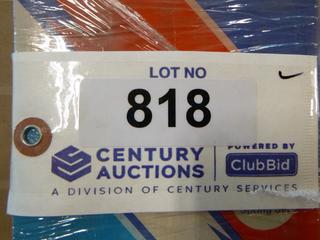 LOT NO
818
CENTURY
AUCTIONS
POWERED BY
ClubBid
A DIVISION OF CENTURY SERVICES